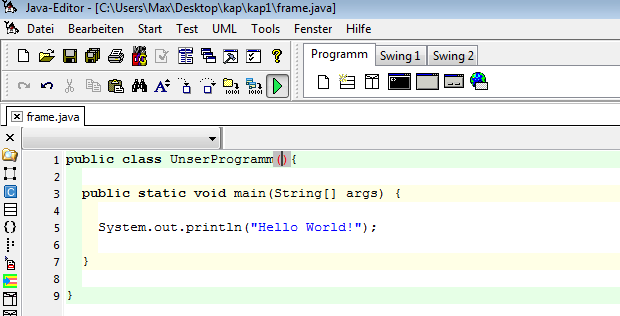 Java-Editor - [C:\Users\Max\Desktop\kap\kap1\frame.java]
Datei Bearbeiten Start Test UML Tools Fenster Hilfe
Programm Swing 1 Swing 2
frame.java
1 public class UnserProgramm(){
2
3 public static void main(String[] args) {
4
5 System.out.println("Hello World!");
6
7 }
8
9 }